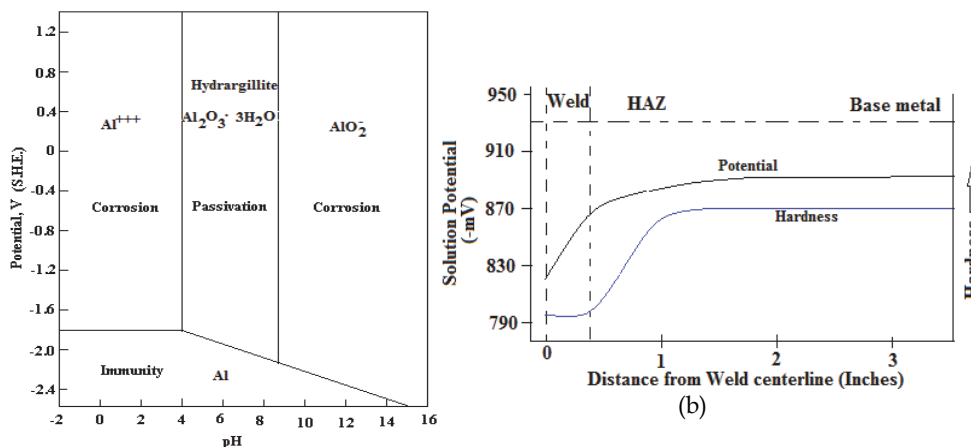 1.2
0.8
0.4
0
-0.4
-0.8
-1.2
-1.6
-2.0
-2.4
Potential, V (S.H.E.)
Hydrargillite
Al+++
Al2O3· 3H2O
AlO2-
Corrosion
Passivation
Corrosion
Immunity
Al
-2 0 2 4 6 8 10 12 14 16
pH
950
910
870
830
790
Solution Potential
(-mV)
Weld HAZ Base metal
Potential
Hardness
0 1 2 3
Distance from Weld centerline (Inches)
(b)